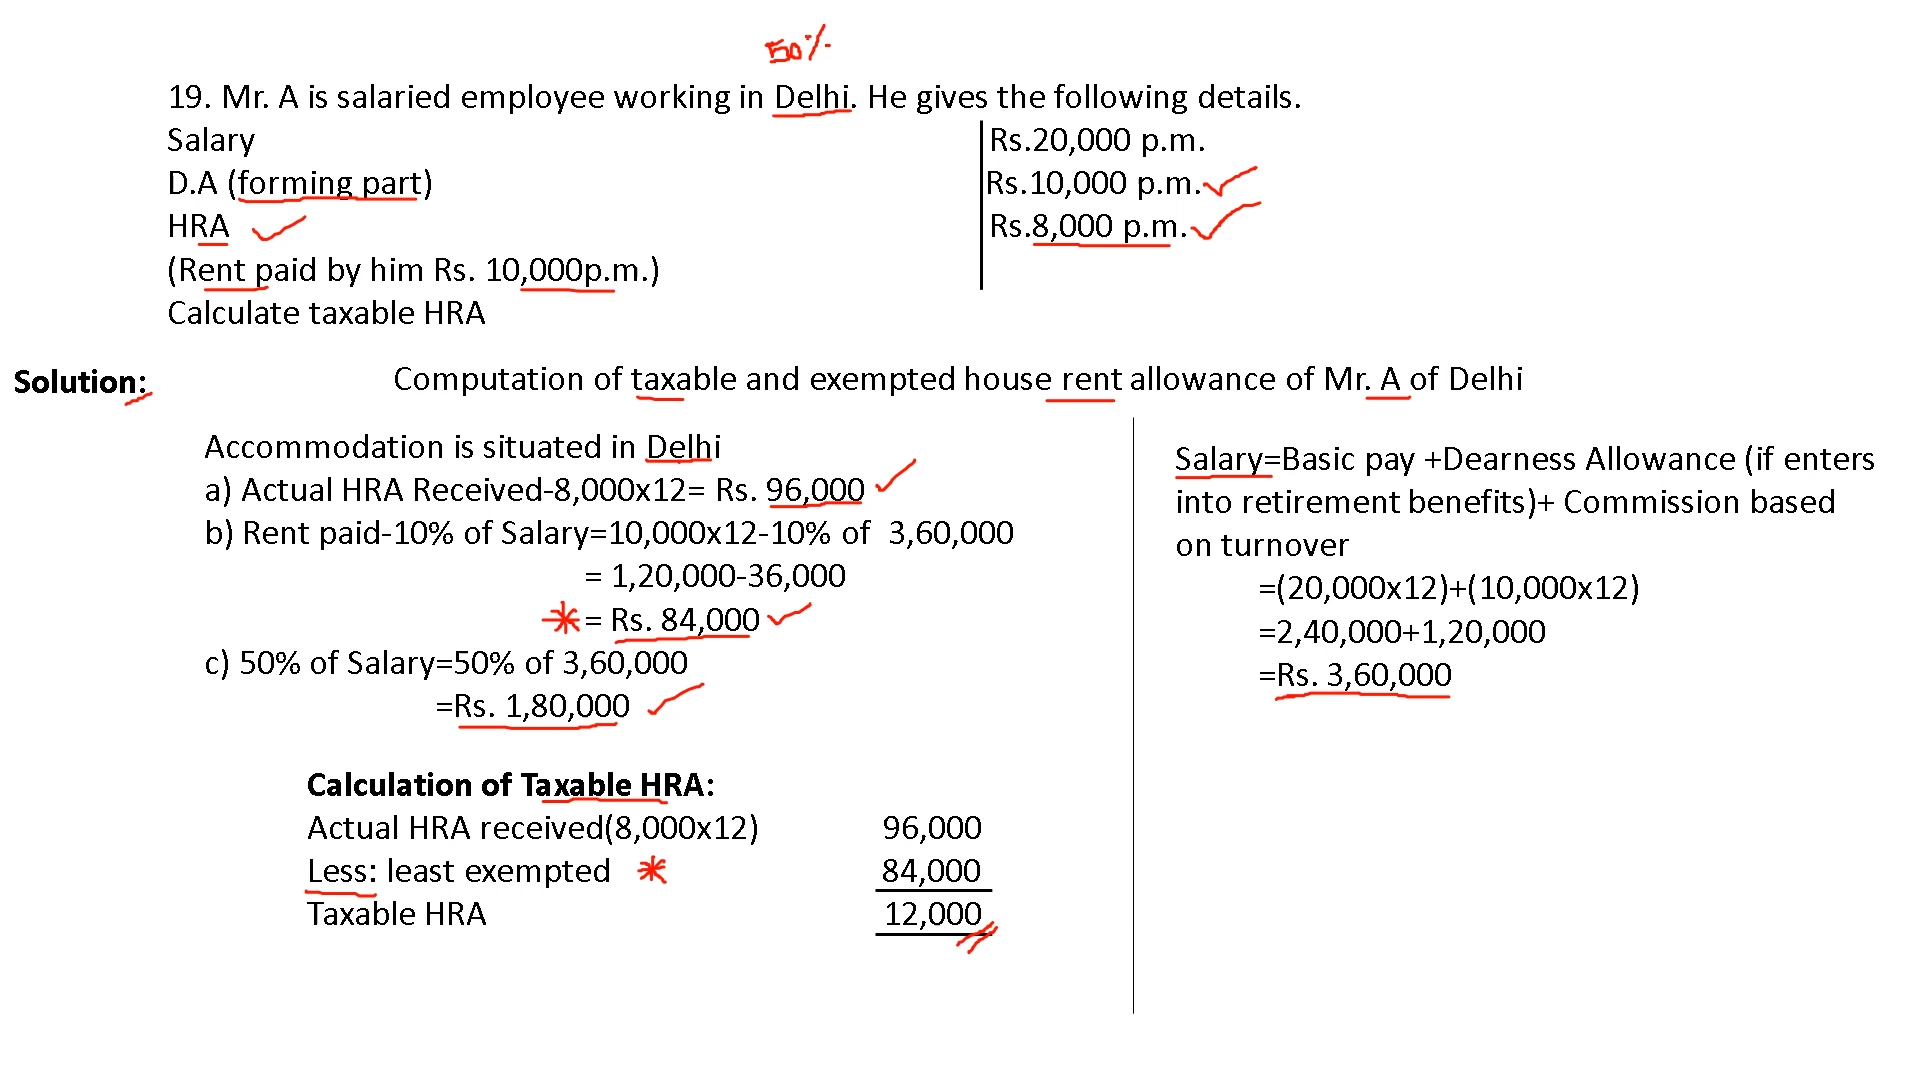 50%
19. Mr. A is salaried employee working in Delhi. He gives the following details.
Salary Rs.20,000 p.m.
D.A (forming part) Rs.10,000 p.m.
HRA Rs.8,000 p.m.
(Rent paid by him Rs. 10,000p.m.)
Calculate taxable HRA
Solution: Computation of taxable and exempted house rent allowance of Mr. A of Delhi
Accommodation is situated in Delhi
a) Actual HRA Received-8,000x12= Rs. 96,000
b) Rent paid-10% of Salary=10,000x12-10% of 3,60,000
= 1,20,000-36,000
*= Rs. 84,000
c) 50% of Salary=50% of 3,60,000
=Rs. 1,80,000
Calculation of Taxable HRA:
Actual HRA received(8,000x12) 96,000
Less: least exempted * 84,000
Taxable HRA 12,000
Salary=Basic pay +Dearness Allowance (if enters
into retirement benefits)+ Commission based
on turnover
=(20,000x12)+(10,000x12)
=2,40,000+1,20,000
=Rs. 3,60,000